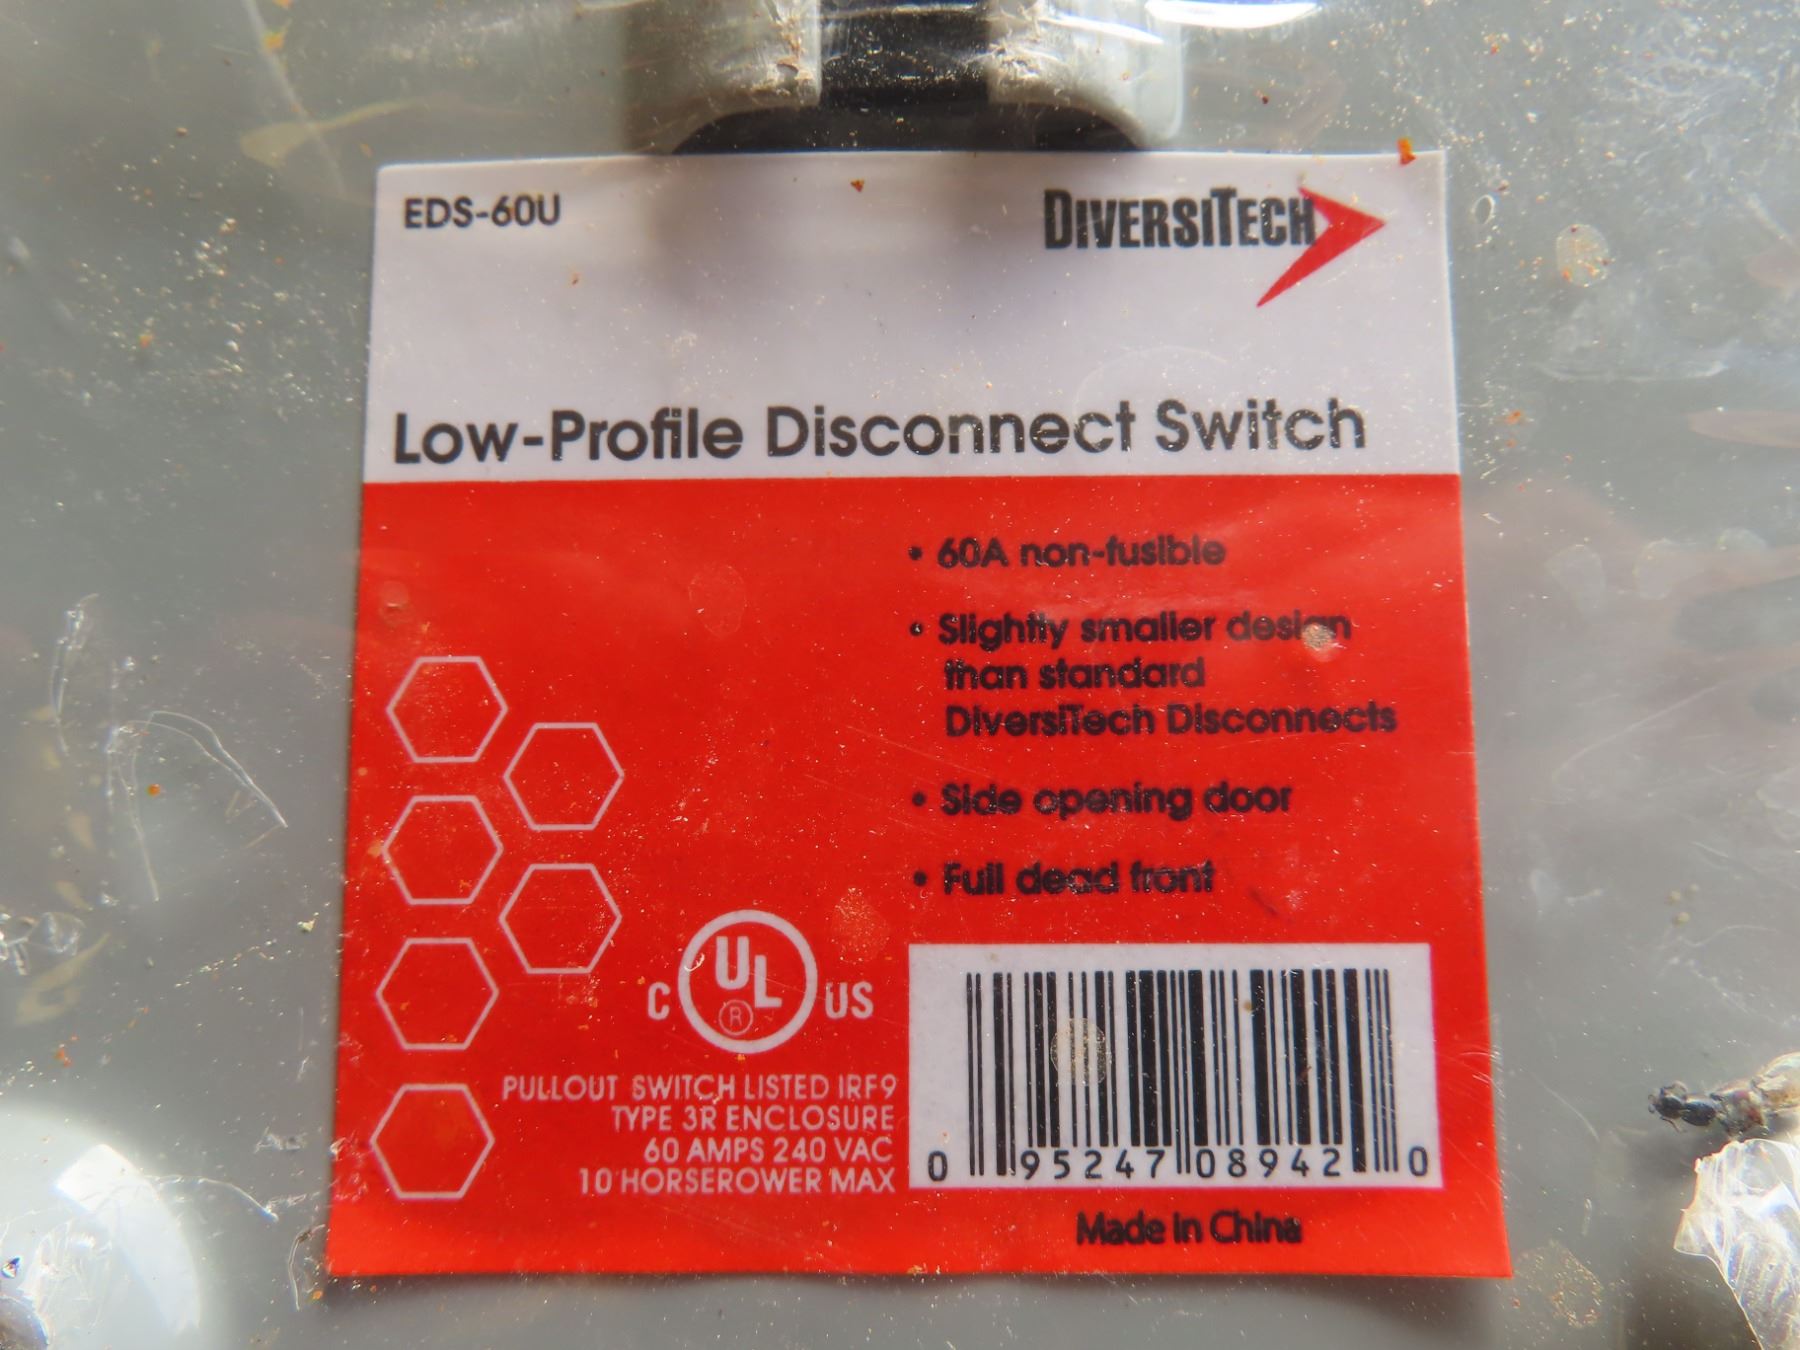 EDS-60U
DIVERSITECH
Low-Profile Disconnect Switch
• 60A non-fusible
• Slightly smaller design
than standard
DiversiTech Disconnects
• Side opening door
• Full dead front
C UL ® US
PULLOUT SWITCH LISTED IRF9
TYPE 3R ENCLOSURE
60 AMPS 240 VAC
10 HORSEROWER MAX
0 95247 08942 0
Made in China